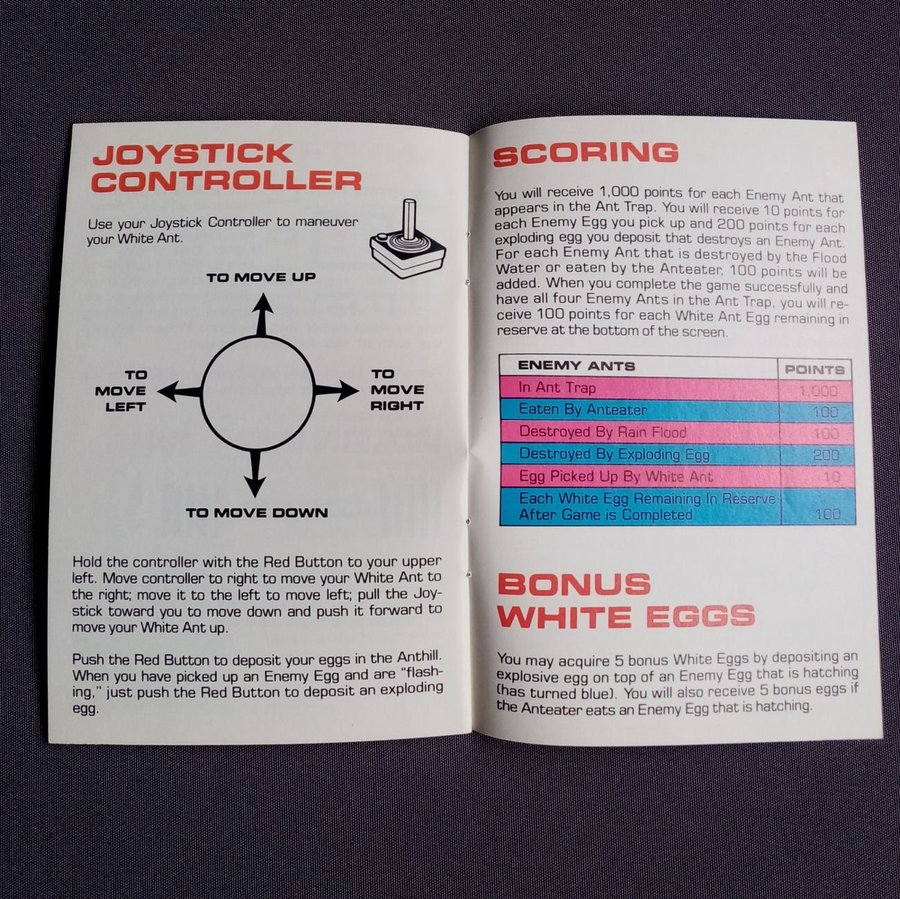 JOYSTICK
CONTROLLER
Use your Joystick Controller to maneuver
your White Ant.
TO MOVE UP
TO
MOVE
LEFT
TO
MOVE
RIGHT
TO MOVE DOWN
Hold the controller with the Red Button to your upper
left. Move controller to right to move your White Ant to
the right; move it to the left to move left; pull the Joy-
stick toward you to move down and push it forward to
move your White Ant up.
Push the Red Button to deposit your eggs in the Anthill.
When you have picked up an Enemy Egg and are "flash-
ing," just push the Red Button to deposit an exploding
egg.
SCORING
You will receive 1,000 points for each Enemy Ant that
appears in the Ant Trap. You will receive 10 points for
each Enemy Egg you pick up and 200 points for each
exploding egg you deposit that destroys an Enemy Ant.
For each Enemy Ant that is destroyed by the Flood
Water or eaten by the Anteater, 100 points will be
added. When you complete the game successfully and
have all four Enemy Ants in the Ant Trap, you will re-
ceive 100 points for each White Ant Egg remaining in
reserve at the bottom of the screen.
ENEMY ANTS POINTS
In Ant Trap 1,000
Eaten By Anteater 100
Destroyed By Rain Flood 100
Destroyed By Exploding Egg 200
Egg Picked Up By White Ant 10
Each White Egg Remaining In Reserve
After Game is Completed 100
BONUS
WHITE EGGS
You may acquire 5 bonus White Eggs by depositing an
explosive egg on top of an Enemy Egg that is hatching
(has turned blue). You will also receive 5 bonus eggs if
the Anteater eats an Enemy Egg that is hatching.